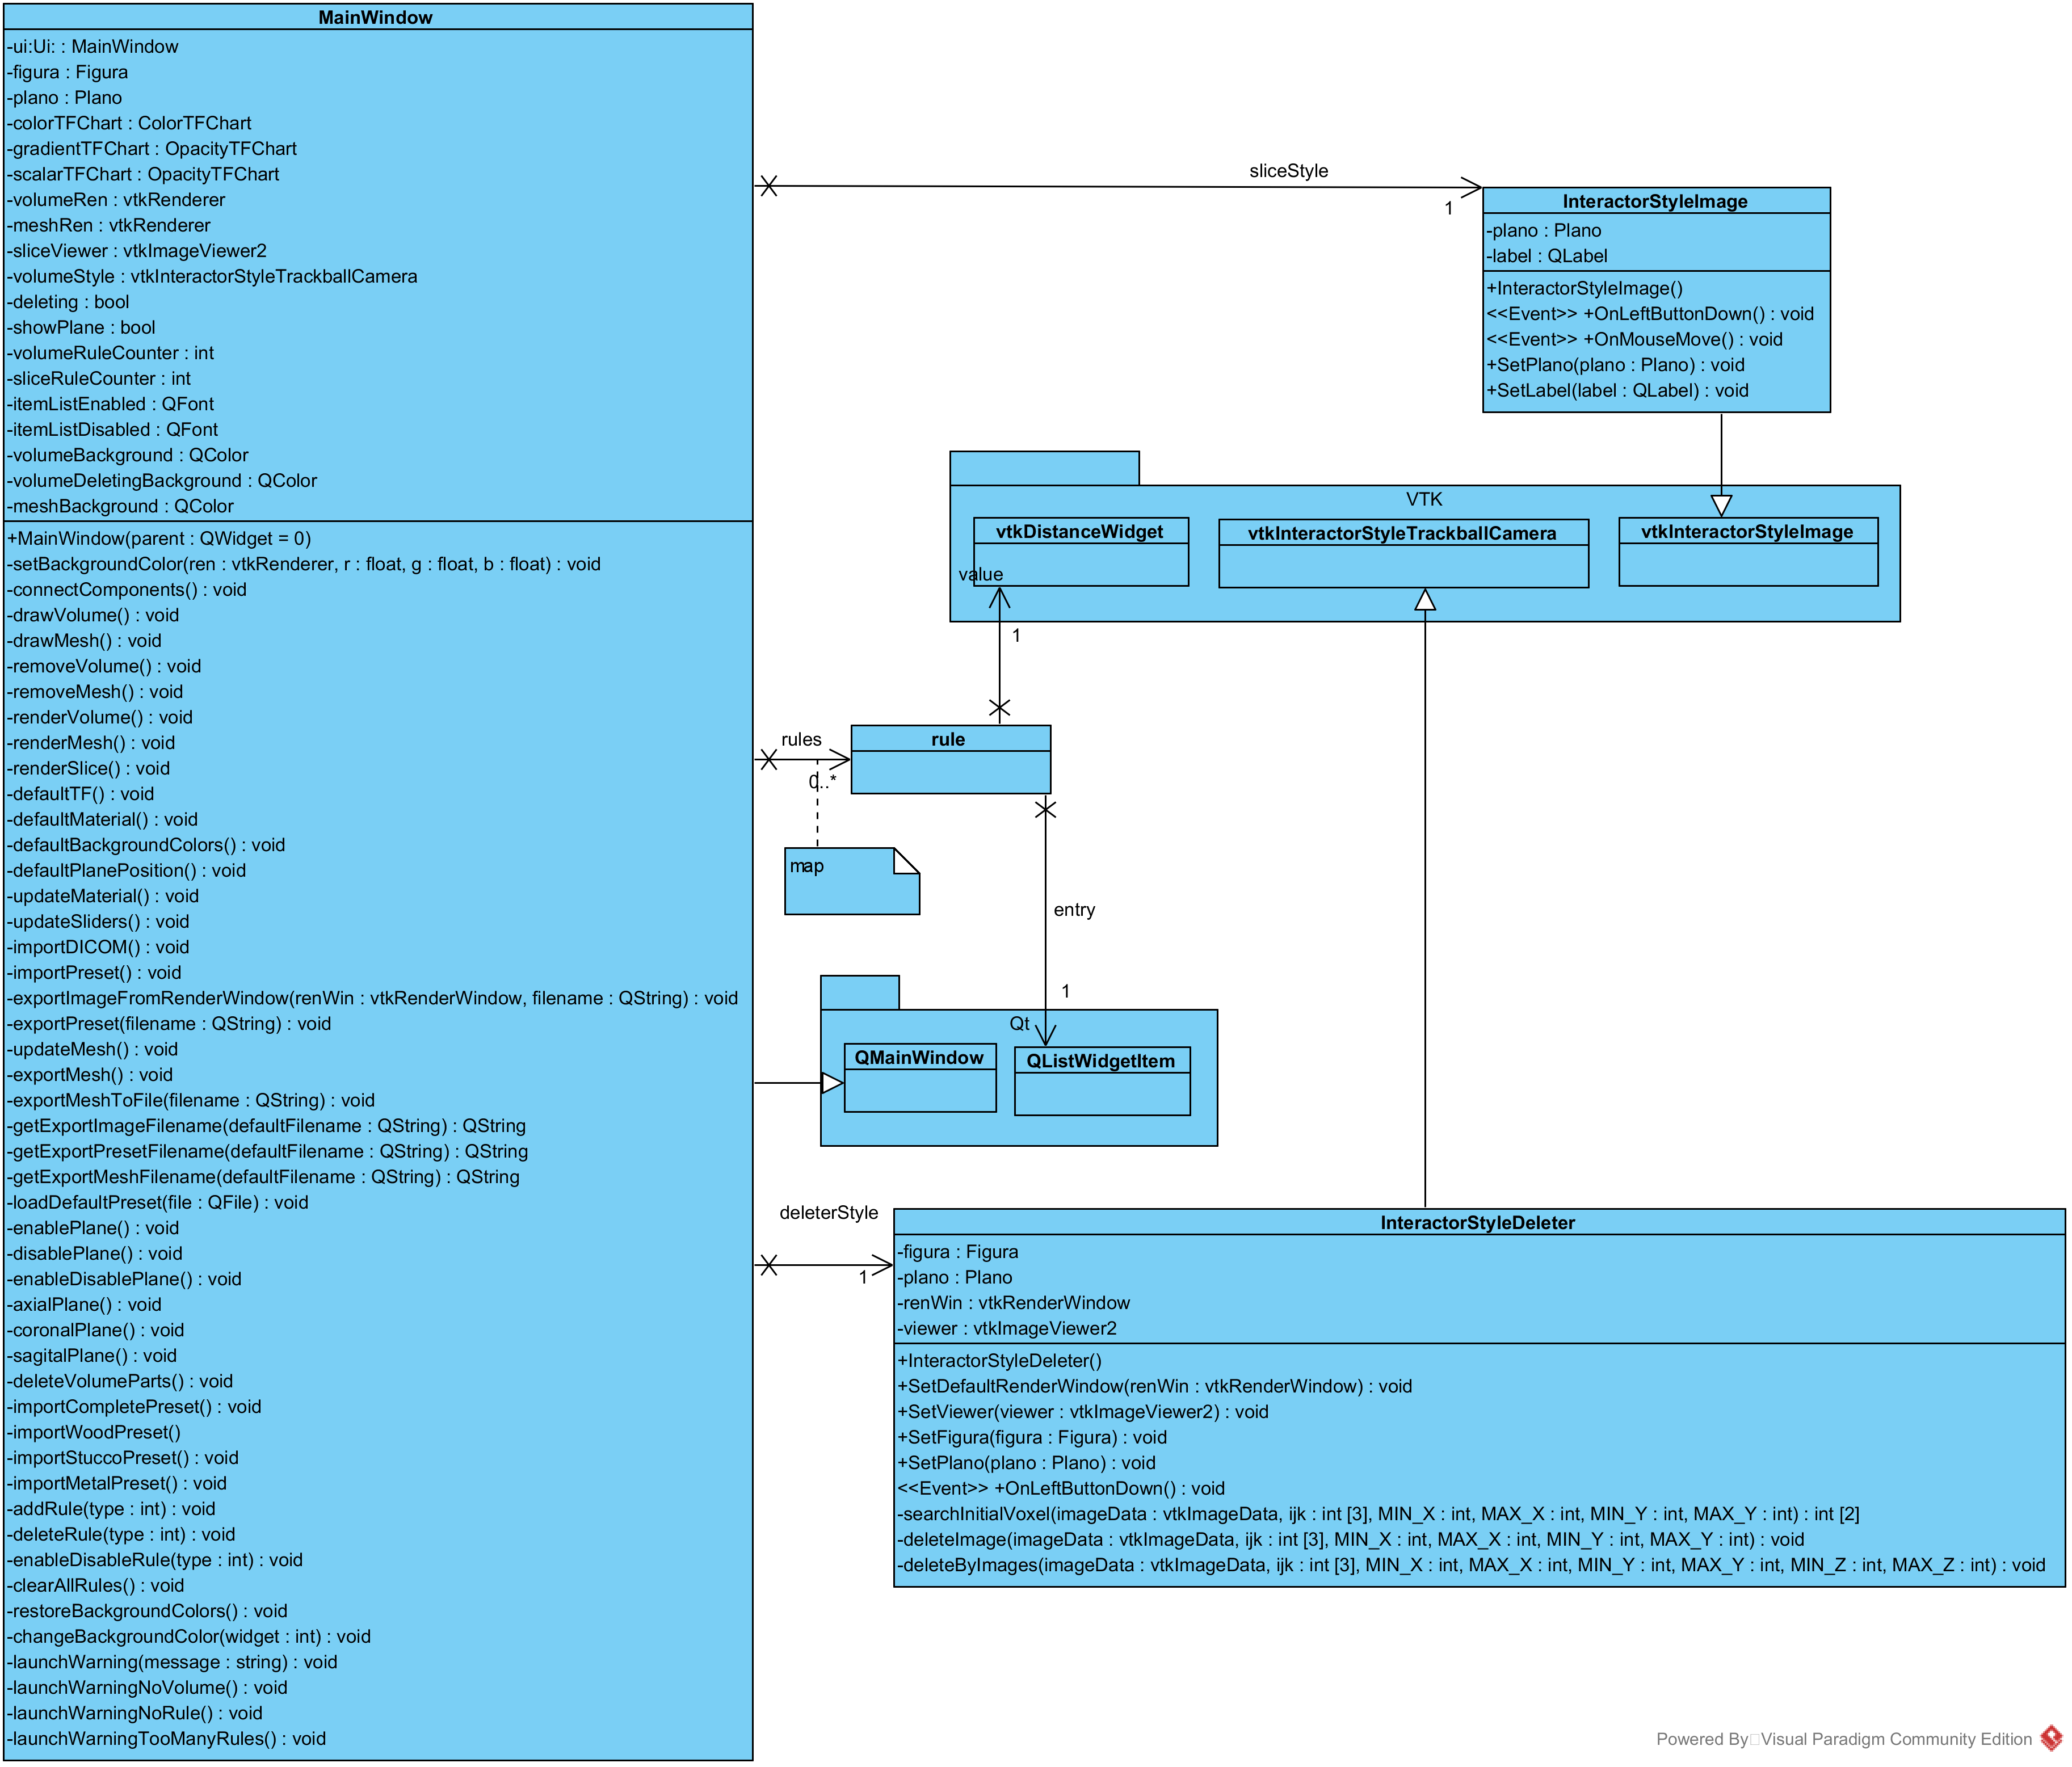 MainWindow
-ui:Ui: : MainWindow
-figura : Figura
-plano : Plano
-colorTFChart : ColorTFChart
-gradientTFChart : OpacityTFChart
-scalarTFChart : OpacityTFChart
-volumeRen : vtkRenderer
-meshRen : vtkRenderer
-sliceViewer : vtkImageViewer2
-volumeStyle : vtkInteractorStyleTrackballCamera
-deleting : bool
-showPlane : bool
-volumeRuleCounter : int
-sliceRuleCounter : int
-itemListEnabled : QFont
-itemListDisabled : QFont
-volumeBackground : QColor
-volumeDeletingBackground : QColor
-meshBackground : QColor
+MainWindow(parent : QWidget = 0)
-setBackgroundColor(ren : vtkRenderer, r : float, g : float, b : float) : void
-connectComponents() : void
-drawVolume() : void
-drawMesh() : void
-removeVolume() : void
-removeMesh() : void
-renderVolume() : void
-renderMesh() : void
-renderSlice() : void
-defaultTF() : void
-defaultMaterial() : void
-defaultBackgroundColors() : void
-defaultPlanePosition() : void
-updateMaterial() : void
-updateSliders() : void
-importDICOM() : void
-importPreset() : void
-exportImageFromRenderWindow(renWin : vtkRenderWindow, filename : QString) : void
-exportPreset(filename : QString) : void
-updateMesh() : void
-exportMesh() : void
-exportMeshToFile(filename : QString) : void
-getExportImageFilename(defaultFilename : QString) : QString
-getExportPresetFilename(defaultFilename : QString) : QString
-getExportMeshFilename(defaultFilename : QString) : QString
-loadDefaultPreset(file : QFile) : void
-enablePlane() : void
-disablePlane() : void
-enableDisablePlane() : void
-axialPlane() : void
-coronalPlane() : void
-sagitalPlane() : void
-deleteVolumeParts() : void
-importCompletePreset() : void
-importWoodPreset()
-importStuccoPreset() : void
-importMetalPreset() : void
-addRule(type : int) : void
-deleteRule(type : int) : void
-enableDisableRule(type : int) : void
-clearAllRules() : void
-restoreBackgroundColors() : void
-changeBackgroundColor(widget : int) : void
-launchWarning(message : string) : void
-launchWarningNoVolume() : void
-launchWarningNoRule() : void
-launchWarningTooManyRules() : void
sliceStyle
1
InteractorStyleImage
-plano : Plano
-label : QLabel
+InteractorStyleImage()
<<Event>> +OnLeftButtonDown() : void
<<Event>> +OnMouseMove() : void
+SetPlano(plano : Plano) : void
+SetLabel(label : QLabel) : void
VTK
vtkDistanceWidget
vtkInteractorStyleTrackballCamera
vtkInteractorStyleImage
value
1
rules
0..*
rule
map
entry
1
Qt
QMainWindow
QListWidgetItem
deleterStyle
1
InteractorStyleDeleter
-figura : Figura
-plano : Plano
-renWin : vtkRenderWindow
-viewer : vtkImageViewer2
+InteractorStyleDeleter()
+SetDefaultRenderWindow(renWin : vtkRenderWindow) : void
+SetViewer(viewer : vtkImageViewer2) : void
+SetFigura(figura : Figura) : void
+SetPlano(plano : Plano) : void
<<Event>> +OnLeftButtonDown() : void
-searchInitialVoxel(imageData : vtkImageData, ijk : int [3], MIN_X : int, MAX_X : int, MIN_Y : int, MAX_Y : int) : int [2]
-deleteImage(imageData : vtkImageData, ijk : int [3], MIN_X : int, MAX_X : int, MIN_Y : int, MAX_Y : int) : void
-deleteByImages(imageData : vtkImageData, ijk : int [3], MIN_X : int, MAX_X : int, MIN_Y : int, MAX_Y : int, MIN_Z : int, MAX_Z : int) : void
Powered By Visual Paradigm Community Edition